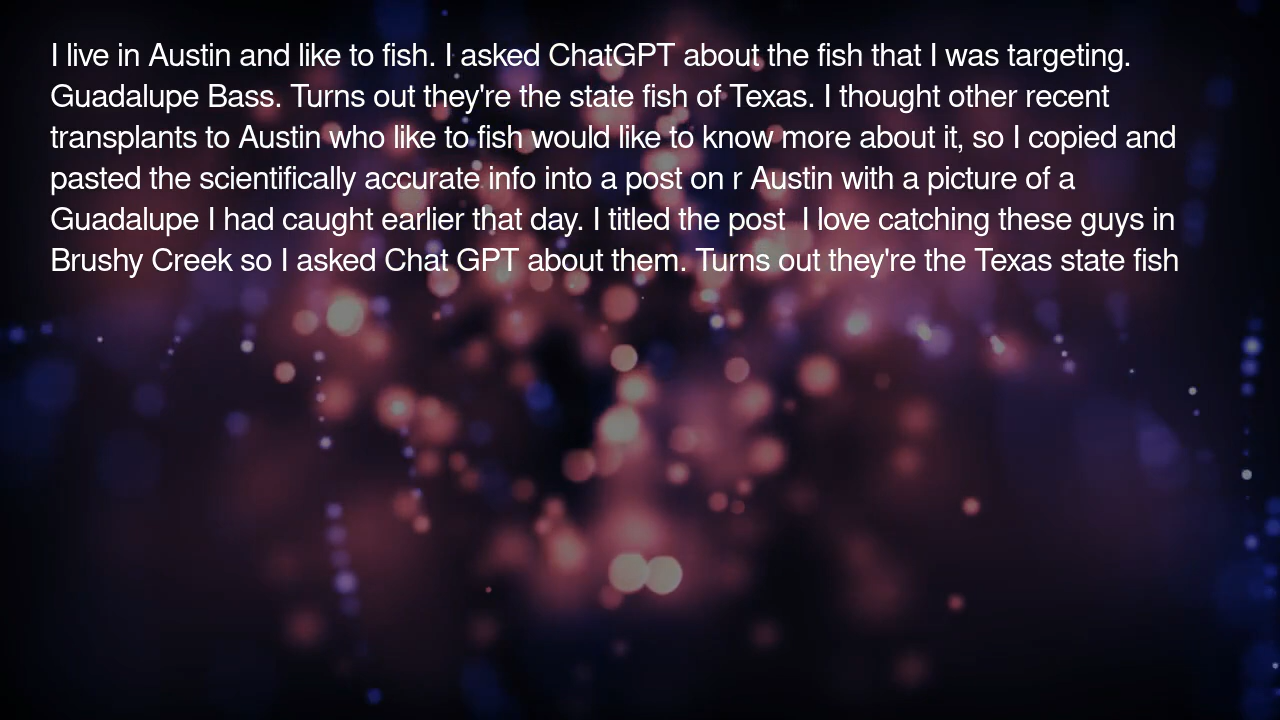 I live in Austin and like to fish. I asked ChatGPT about the fish that I was targeting.
Guadalupe Bass. Turns out they're the state fish of Texas. I thought other recent
transplants to Austin who like to fish would like to know more about it, so I copied and
pasted the scientifically accurate info into a post on r Austin with a picture of a
Guadalupe I had caught earlier that day. I titled the post  I love catching these guys in
Brushy Creek so I asked Chat GPT about them. Turns out they're the Texas state fish